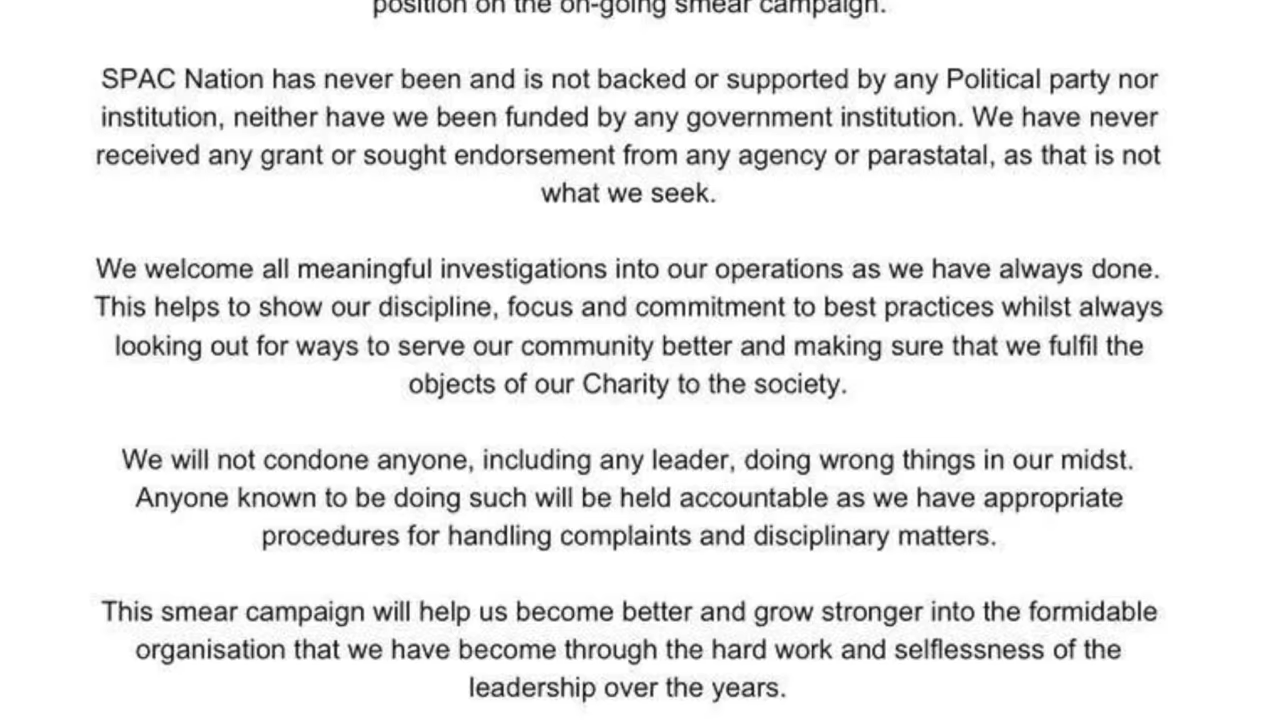 position on the on-going smear campaign.
SPAC Nation has never been and is not backed or supported by any Political party nor
institution, neither have we been funded by any government institution. We have never
received any grant or sought endorsement from any agency or parastatal, as that is not
what we seek.
We welcome all meaningful investigations into our operations as we have always done.
This helps to show our discipline, focus and commitment to best practices whilst always
looking out for ways to serve our community better and making sure that we fulfil the
objects of our Charity to the society.
We will not condone anyone, including any leader, doing wrong things in our midst.
Anyone known to be doing such will be held accountable as we have appropriate
procedures for handling complaints and disciplinary matters.
This smear campaign will help us become better and grow stronger into the formidable
organisation that we have become through the hard work and selflessness of the
leadership over the years.